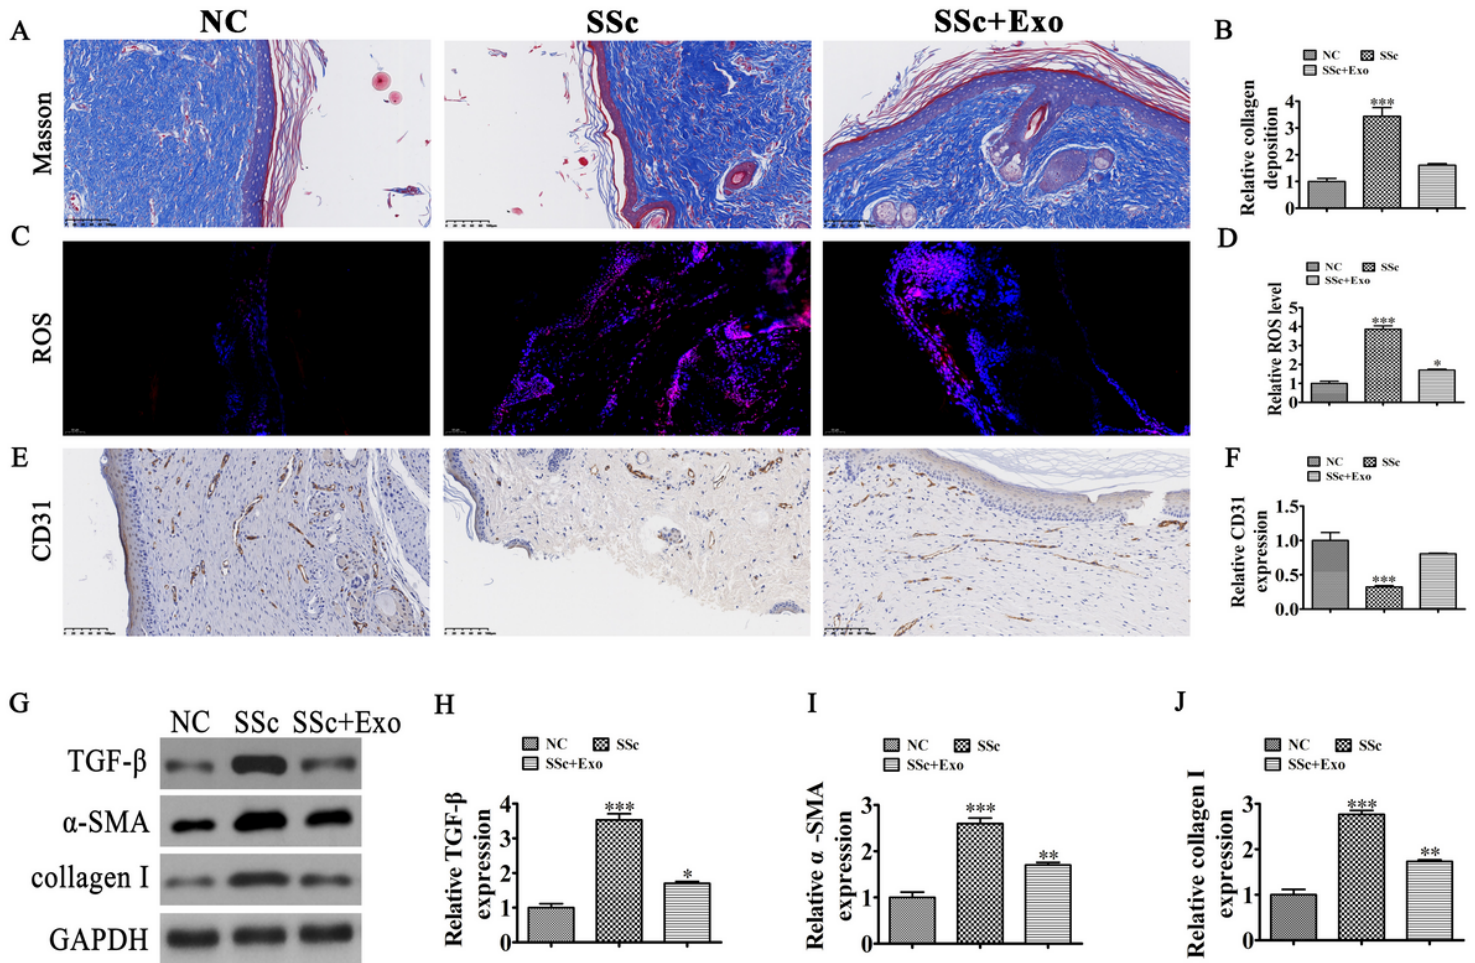 NC SSc SSc+Exo
A
Masson
B
NC SSc
SSc+Exo
Relative collagen
deposition
4
3
2
1
0
***
C
ROS
D
NC SSc
SSc+Exo
Relative ROS level
5
4
3
2
1
0
***
*
E
CD31
F
NC SSc
SSc+Exo
Relative CD31
expression
1.5
1.0
0.5
0.0
***
G
NC SSc SSc+Exo
TGF-β
α-SMA
collagen I
GAPDH
H
NC SSc
SSc+Exo
Relative TGF-β
expression
4
3
2
1
0
***
*
I
NC SSc
SSc+Exo
Relative α -SMA
expression
3
2
1
0
***
**
J
NC SSc
SSc+Exo
Relative collagen I
expression
3
2
1
0
***
**